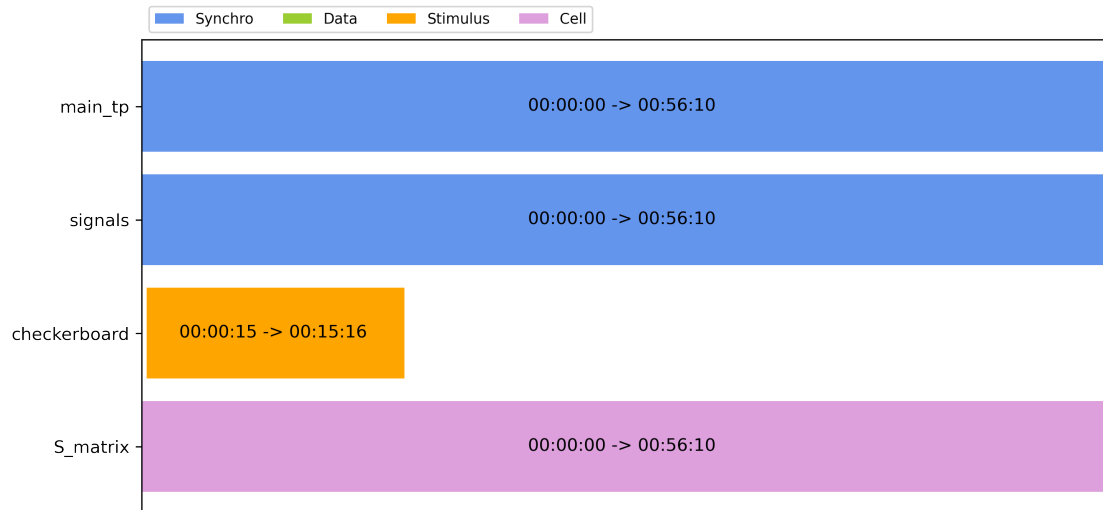 Synchro Data Stimulus Cell
main_tp 00:00:00 -> 00:56:10
signals 00:00:00 -> 00:56:10
checkerboard 00:00:15 -> 00:15:16
S_matrix 00:00:00 -> 00:56:10